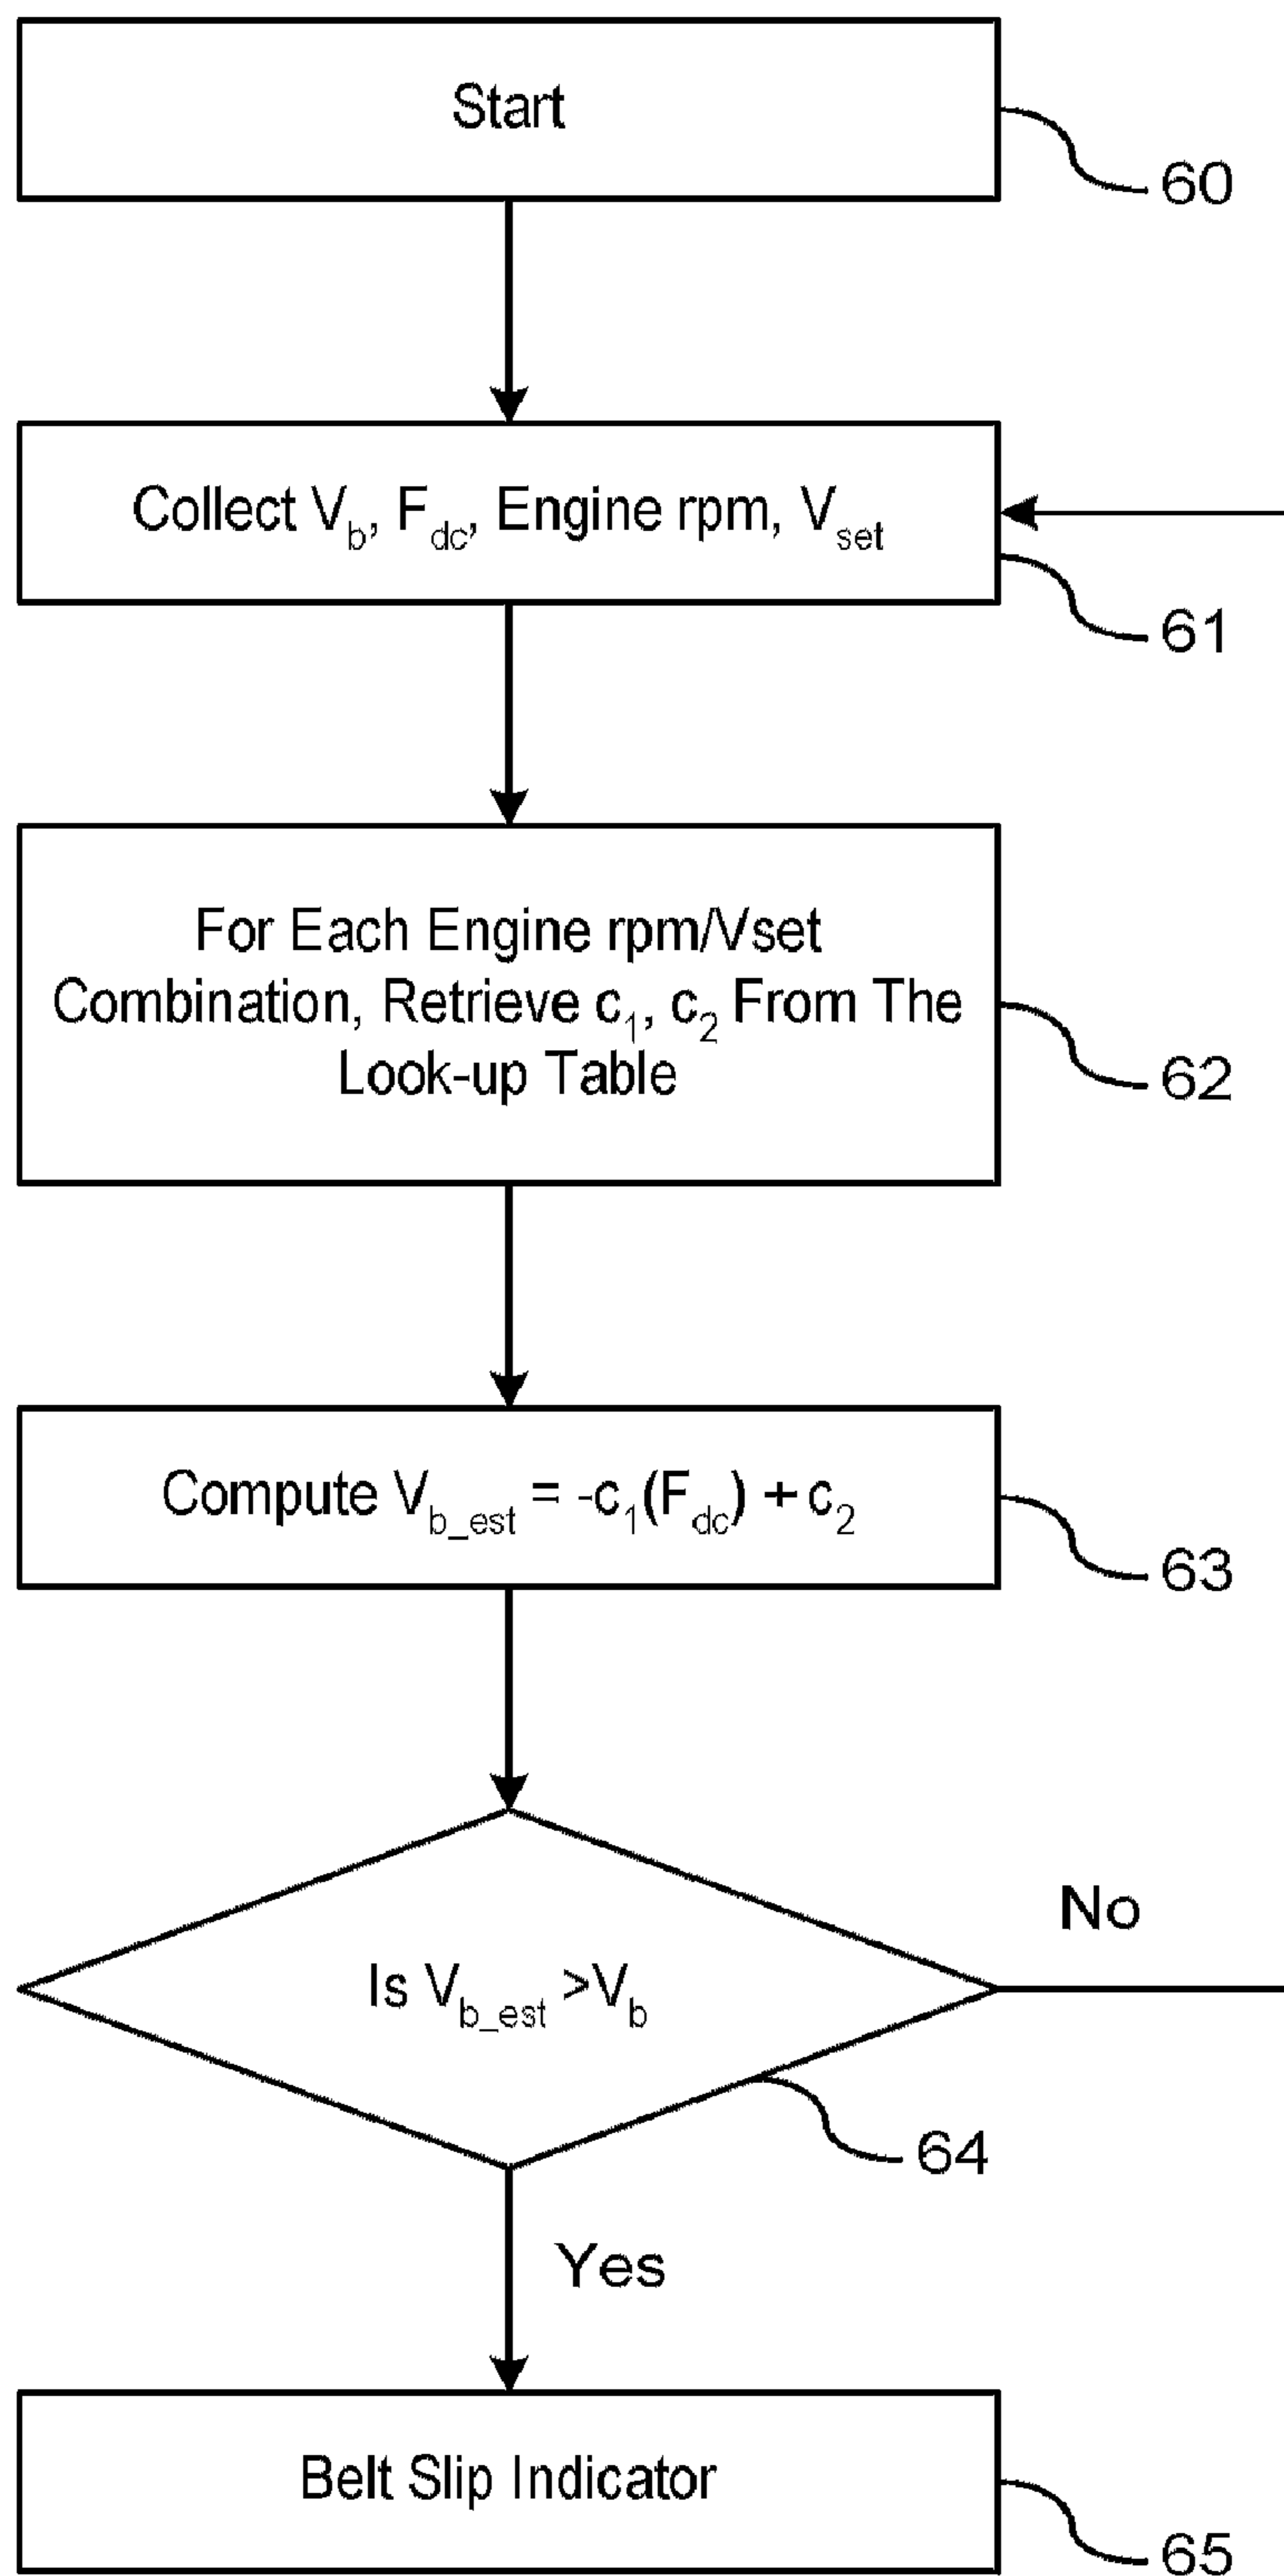 Start
60
Collect V_b, F_dc, Engine rpm, V_set
61
For Each Engine rpm/Vset
Combination, Retrieve c_1, c_2 From The
Look-up Table
62
Compute V_b_est = -c_1(F_dc) + c_2
63
Is V_b_est >V_b
No
64
Yes
Belt Slip Indicator
65